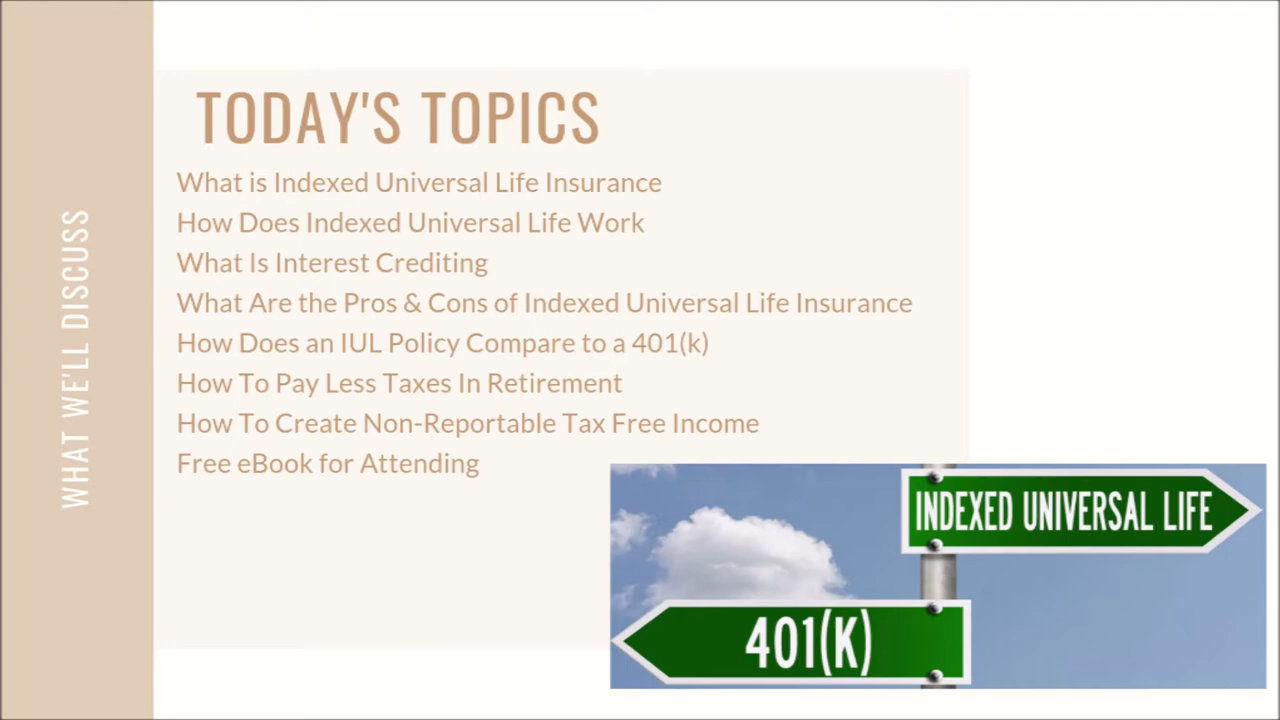 WHAT WE'LL DISCUSS
TODAY'S TOPICS
What is Indexed Universal Life Insurance
How Does Indexed Universal Life Work
What Is Interest Crediting
What Are the Pros & Cons of Indexed Universal Life Insurance
How Does an IUL Policy Compare to a 401(k)
How To Pay Less Taxes In Retirement
How To Create Non-Reportable Tax Free Income
Free eBook for Attending
INDEXED UNIVERSAL LIFE
401(K)